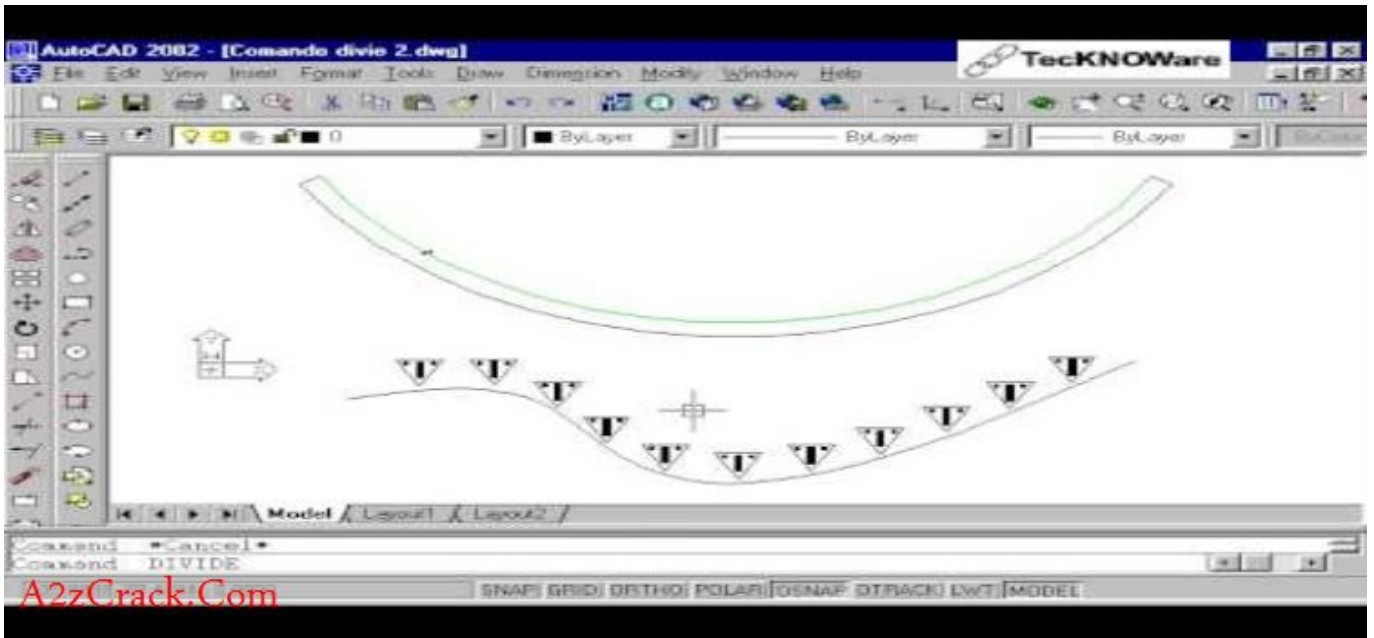 AutoCAD 2002 - [Comando divie 2.dwg]
TecKNOWare
File Edit View Insert Format Tools Draw Dimension Modify Window Help
0 ByLayer ByLayer ByLayer ByColor
Model Layout1 Layout2
Command *Cancel*
Command DIVIDE
A2zCrack.Com
SNAP GRID ORTHO POLAR OSNAP OTRACK LWT MODEL